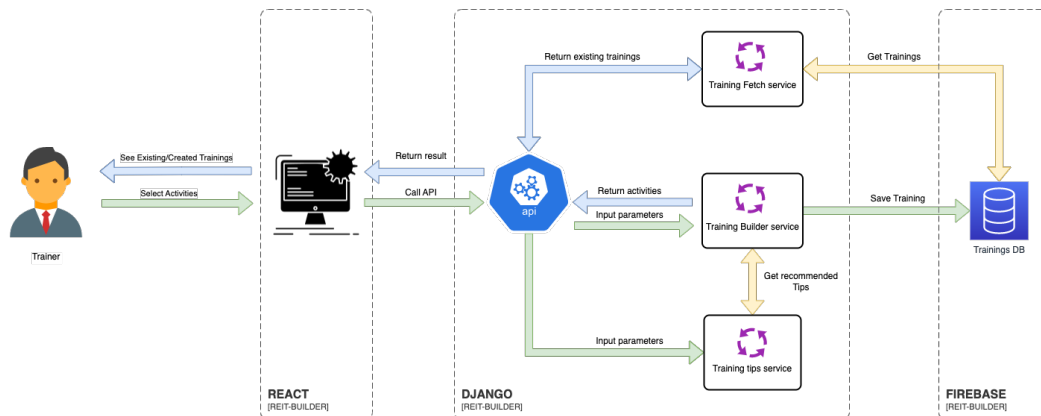 Return existing trainings
Get Trainings
Training Fetch service
See Existing/Created Trainings
Return result
Select Activities
Call API
api
Return activities
Input parameters
Training Builder service
Save Training
Trainer
Trainings DB
Get recommended
Tips
Input parameters
Training tips service
REACT
[REIT-BUILDER]
DJANGO
[REIT-BUILDER]
FIREBASE
[REIT-BUILDER]